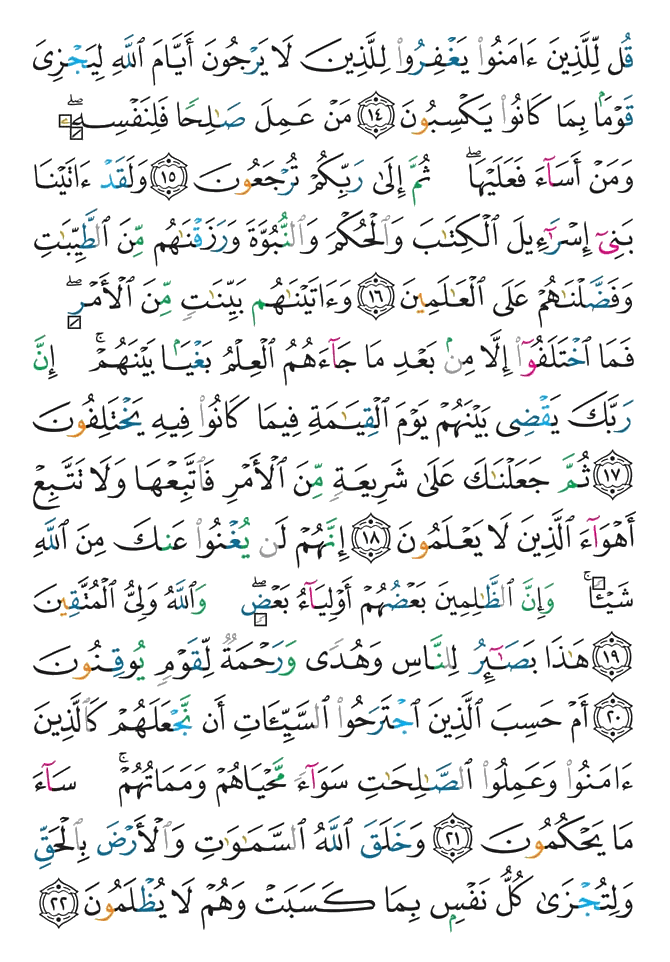 قُل لِّلَّذِينَ ءَامَنُوا۟ يَغْفِرُوا۟ لِلَّذِينَ لَا يَرْجُونَ أَيَّامَ ٱللَّهِ لِيَجْزِىَ
قَوْمَۢا بِمَا كَانُوا۟ يَكْسِبُونَ ١٤ مَنْ عَمِلَ صَـٰلِحًا فَلِنَفْسِهِۦۖ
وَمَنْ أَسَآءَ فَعَلَيْهَاۖ ثُمَّ إِلَىٰ رَبِّكُمْ تُرْجَعُونَ ١٥ وَلَقَدْ ءَاتَيْنَا
بَنِىٓ إِسْرَٰٓءِيلَ ٱلْكِتَـٰبَ وَٱلْحُكْمَ وَٱلنُّبُوَّةَ وَرَزَقْنَـٰهُم مِّنَ ٱلطَّيِّبَـٰتِ
وَفَضَّلْنَـٰهُمْ عَلَى ٱلْعَـٰلَمِينَ ١٦ وَءَاتَيْنَـٰهُم بَيِّنَـٰتٍ مِّنَ ٱلْأَمْرِۖ
فَمَا ٱخْتَلَفُوٓا۟ إِلَّا مِنۢ بَعْدِ مَا جَآءَهُمُ ٱلْعِلْمُ بَغْيَۢا بَيْنَهُمْۚ إِنَّ
رَبَّكَ يَقْضِى بَيْنَهُمْ يَوْمَ ٱلْقِيَـٰمَةِ فِيمَا كَانُوا۟ فِيهِ يَخْتَلِفُونَ
١٧ ثُمَّ جَعَلْنَـٰكَ عَلَىٰ شَرِيعَةٍ مِّنَ ٱلْأَمْرِ فَٱتَّبِعْهَا وَلَا تَتَّبِعْ
أَهْوَآءَ ٱلَّذِينَ لَا يَعْلَمُونَ ١٨ إِنَّهُمْ لَن يُغْنُوا۟ عَنكَ مِنَ ٱللَّهِ
شَيْـًٔاۚ وَإِنَّ ٱلظَّـٰلِمِينَ بَعْضُهُمْ أَوْلِيَآءُ بَعْضٍۖ وَٱللَّهُ وَلِىُّ ٱلْمُتَّقِينَ
١٩ هَـٰذَا بَصَـٰٓئِرُ لِلنَّاسِ وَهُدًى وَرَحْمَةٌ لِّقَوْمٍ يُوقِنُونَ
٢٠ أَمْ حَسِبَ ٱلَّذِينَ ٱجْتَرَحُوا۟ ٱلسَّيِّـَٔاتِ أَن نَّجْعَلَهُمْ كَٱلَّذِينَ
ءَامَنُوا۟ وَعَمِلُوا۟ ٱلصَّـٰلِحَـٰتِ سَوَآءً مَّحْيَاهُمْ وَمَمَاتُهُمْۚ سَآءَ
مَا يَحْكُمُونَ ٢١ وَخَلَقَ ٱللَّهُ ٱلسَّمَـٰوَٰتِ وَٱلْأَرْضَ بِٱلْحَقِّ
وَلِتُجْزَىٰ كُلُّ نَفْسٍۭ بِمَا كَسَبَتْ وَهُمْ لَا يُظْلَمُونَ ٢٢